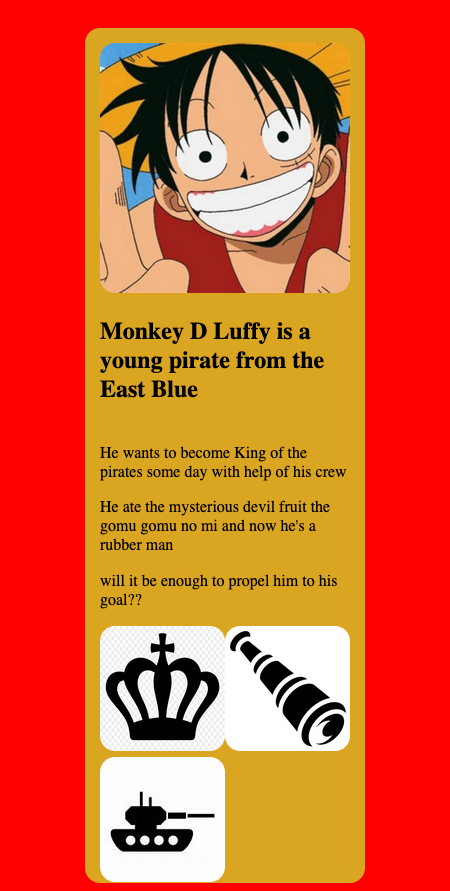 Monkey D Luffy is a
young pirate from the
East Blue
He wants to become King of the
pirates some day with help of his crew
He ate the mysterious devil fruit the
gomu gomu no mi and now he's a
rubber man
will it be enough to propel him to his
goal??